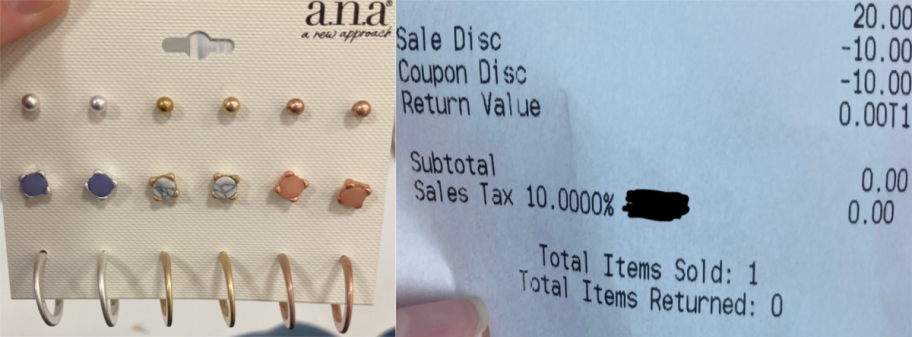 a.n.a®
a new approach
20.00
Sale Disc -10.00
Coupon Disc -10.00
Return Value 0.00T1
Subtotal 0.00
Sales Tax 10.0000% 0.00
Total Items Sold: 1
Total Items Returned: 0